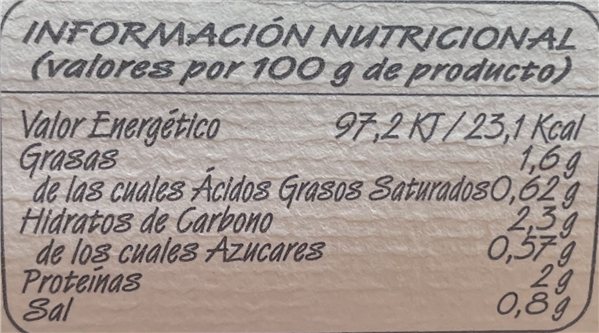 INFORMACIÓN NUTRICIONAL
(valores por 100 g de producto)
Valor Energético 97,2 KJ / 23,1 Kcal
Grasas 1,6 g
de las cuales Ácidos Grasos Saturados 0,62 g
Hidratos de Carbono 2,3 g
de los cuales Azucares 0,57 g
Proteínas 2 g
Sal 0,8 g